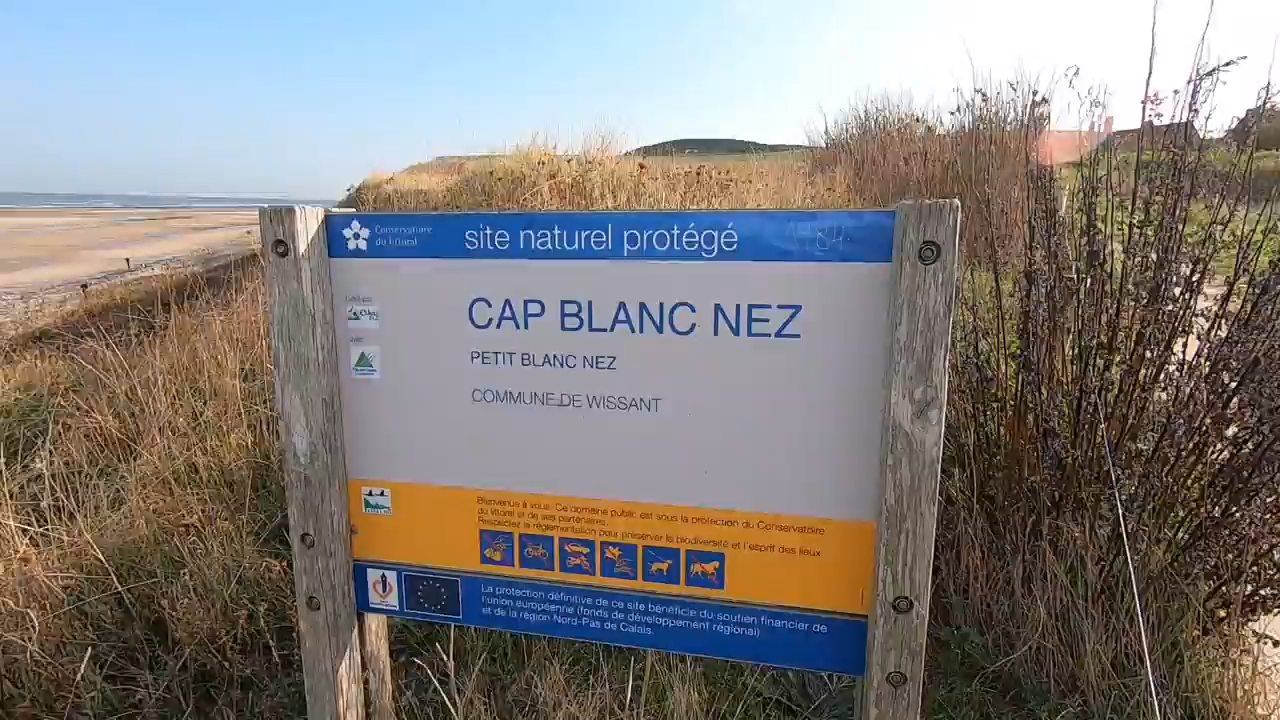 Conservatoire
du littoral
site naturel protégé
CAP BLANC NEZ
PETIT BLANC NEZ
COMMUNE DE WISSANT
Bienvenue à vous. Ce domaine public est sous la protection du Conservatoire
du littoral et de ses partenaires.
Respectez la réglementation pour préserver la biodiversité et l'esprit des lieux
La protection définitive de ce site bénéficie du soutien financier de
l'union européenne (fonds de développement régional)
et de la région Nord-Pas de Calais.